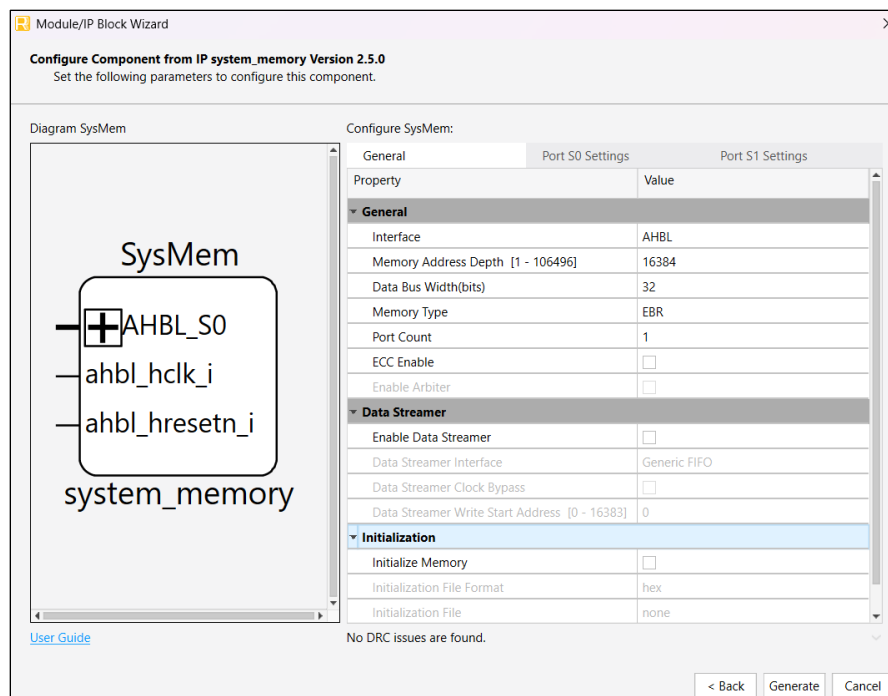 Module/IP Block Wizard
Configure Component from IP system_memory Version 2.5.0
Set the following parameters to configure this component.
Diagram SysMem
Configure SysMem:
General Port S0 Settings Port S1 Settings
Property Value
General
Interface AHBL
Memory Address Depth [1 - 106496] 16384
Data Bus Width(bits) 32
Memory Type EBR
Port Count 1
ECC Enable
Enable Arbiter
Data Streamer
Enable Data Streamer
Data Streamer Interface Generic FIFO
Data Streamer Clock Bypass
Data Streamer Write Start Address [0 - 16383] 0
Initialization
Initialize Memory
Initialization File Format hex
Initialization File none
SysMem
AHBL_S0
ahbl_hclk_i
ahbl_hresetn_i
system_memory
User Guide
No DRC issues are found.
< Back Generate Cancel